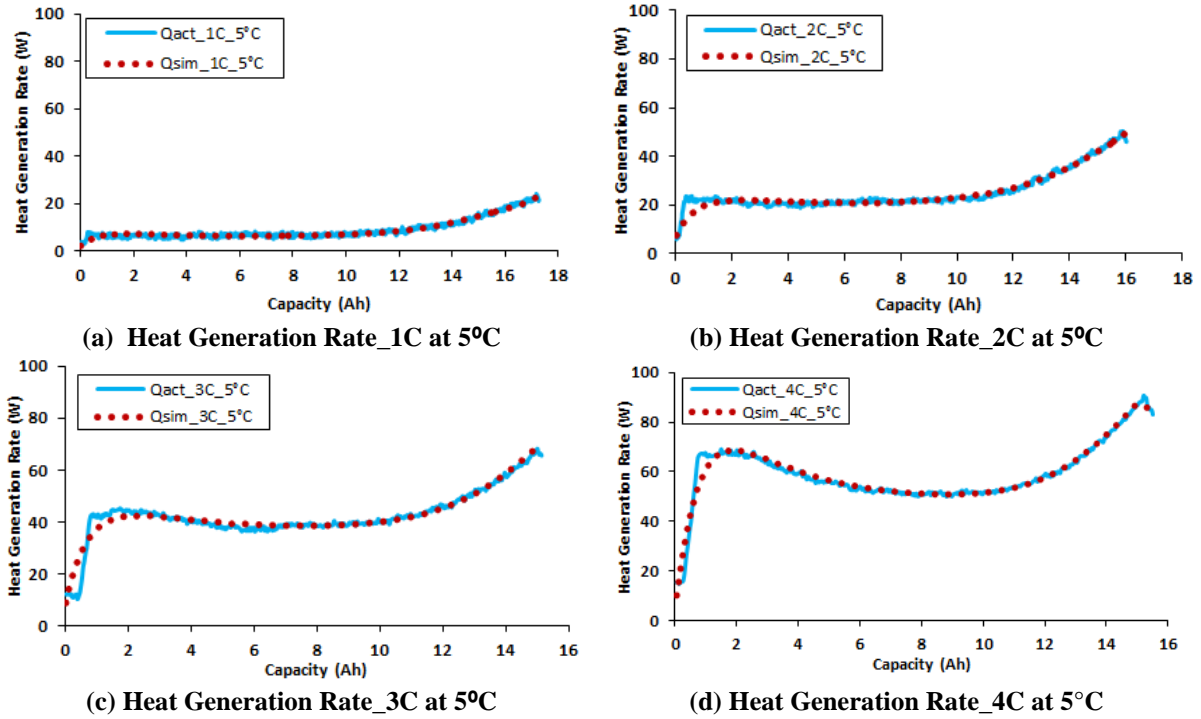 Heat Generation Rate (W)
100
80
60
40
20
0
Qact_1C_5°C
Qsim_1C_5°C
0 2 4 6 8 10 12 14 16 18
Capacity (Ah)
(a) Heat Generation Rate_1C at 5⁰C
Heat Generation Rate (W)
100
80
60
40
20
0
Qact_2C_5°C
Qsim_2C_5°C
0 2 4 6 8 10 12 14 16 18
Capacity (Ah)
(b) Heat Generation Rate_2C at 5⁰C
Heat Generation Rate (W)
100
80
60
40
20
0
Qact_3C_5°C
Qsim_3C_5°C
0 2 4 6 8 10 12 14 16
Capacity (Ah)
(c) Heat Generation Rate_3C at 5⁰C
Heat Generation Rate (W)
100
80
60
40
20
0
Qact_4C_5°C
Qsim_4C_5°C
0 2 4 6 8 10 12 14 16
Capacity (Ah)
(d) Heat Generation Rate_4C at 5°C